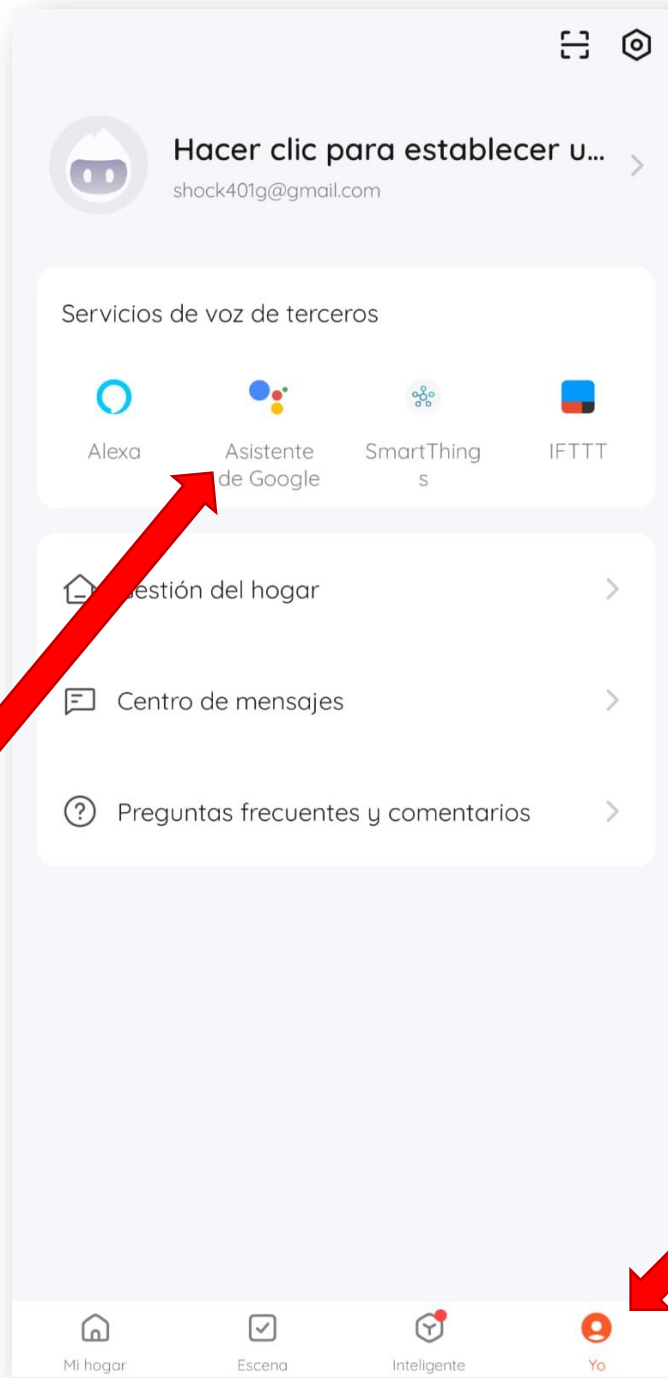 Hacer clic para establecer u...
shock401g@gmail.com
Servicios de voz de terceros
Alexa
Asistente
de Google
SmartThing
s
IFTTT
Gestión del hogar
Centro de mensajes
Preguntas frecuentes y comentarios
Mi hogar
Escena
Inteligente
Yo